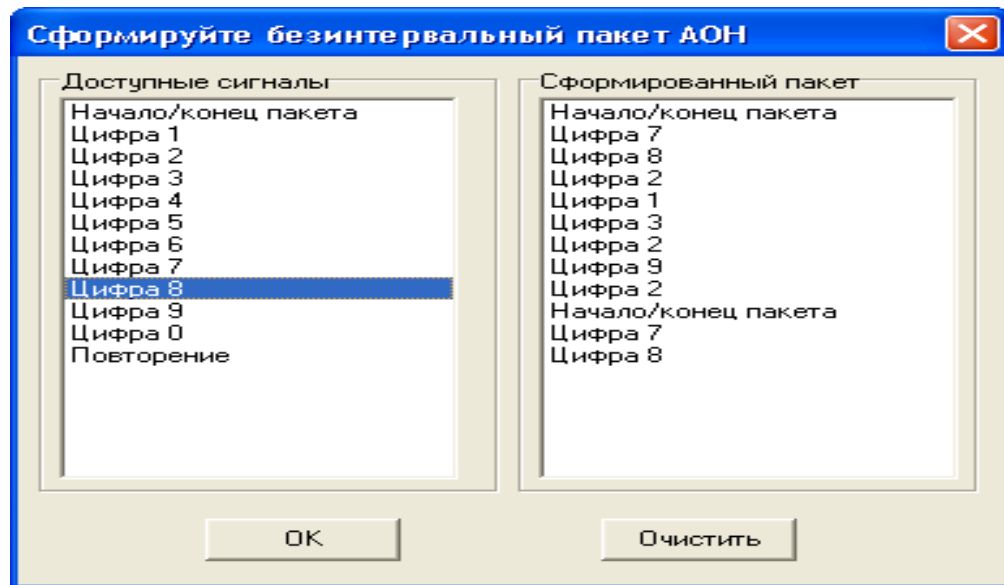 Сформируйте безинтервальный пакет АОН
Доступные сигналы
Начало/конец пакета
Цифра 1
Цифра 2
Цифра 3
Цифра 4
Цифра 5
Цифра 6
Цифра 7
Цифра 8
Цифра 9
Цифра 0
Повторение
Сформированный пакет
Начало/конец пакета
Цифра 7
Цифра 8
Цифра 2
Цифра 1
Цифра 3
Цифра 2
Цифра 9
Цифра 2
Начало/конец пакета
Цифра 7
Цифра 8
OK
Очистить